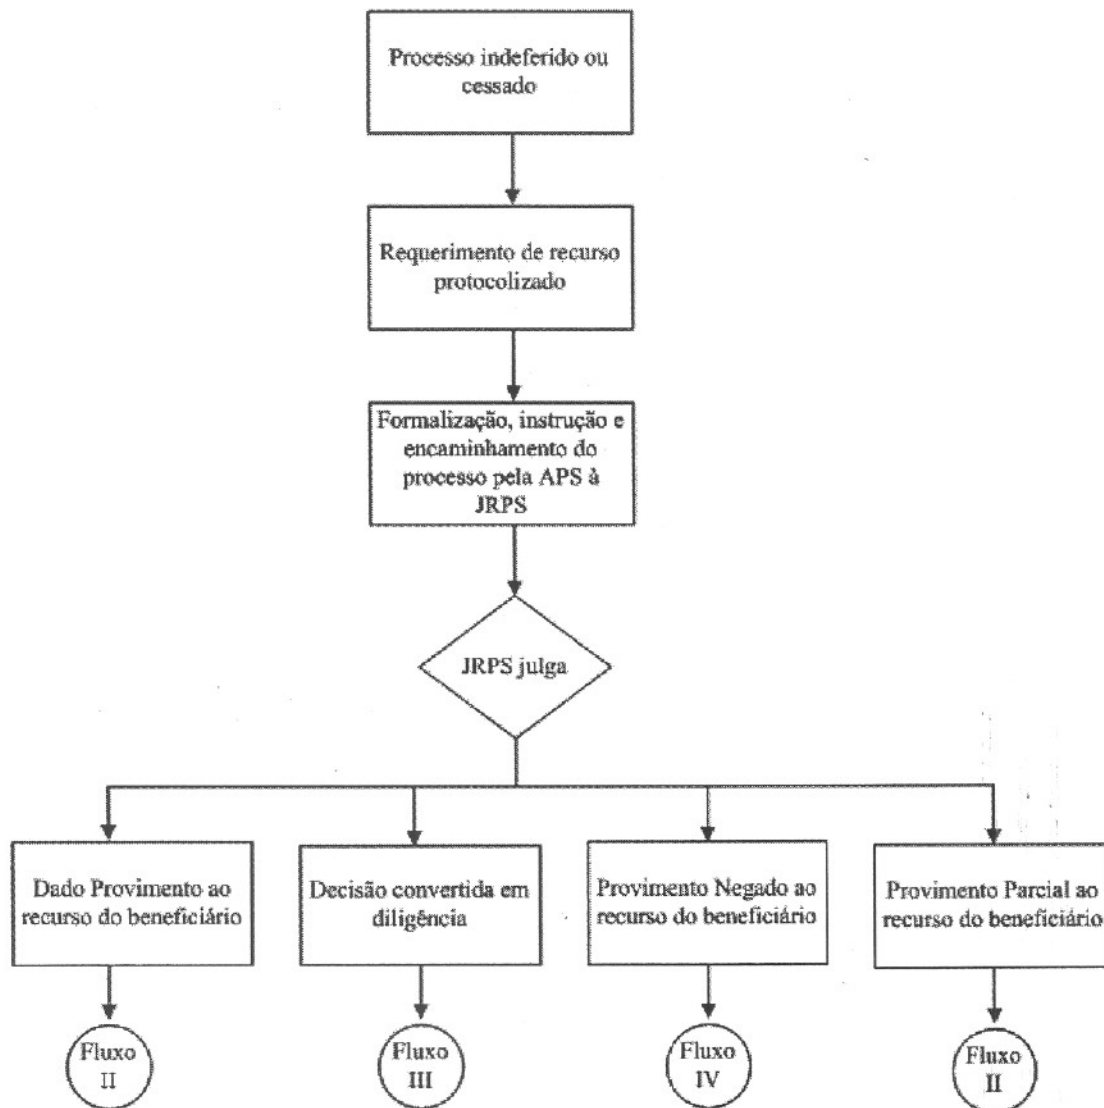 Processo indeferido ou
cessado
Requerimento de recurso
protocolizado
Formalização, instrução e
encaminhamento do
processo pela APS à
JRPS
JRPS julga
Dado Provimento ao
recurso do beneficiário
Decisão convertida em
diligência
Provimento Negado ao
recurso do beneficiário
Provimento Parcial ao
recurso do beneficiário
Fluxo
II
Fluxo
III
Fluxo
IV
Fluxo
II